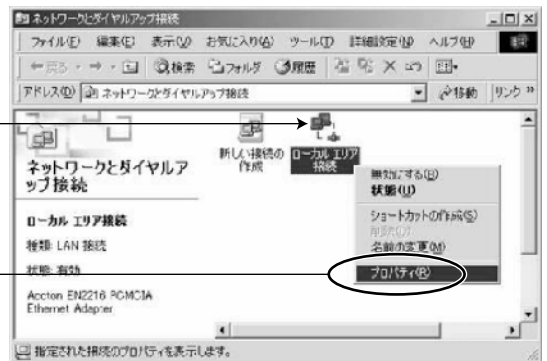 ネットワークとダイヤルアップ接続
ファイル(F) 編集(E) 表示(V) お気に入り(A) ツール(T) 詳細設定(N) ヘルプ(H)
戻る 検索 フォルダ 履歴
アドレス(D) ネットワークとダイヤルアップ接続 移動 リンク »
ネットワークとダイヤルア
ップ接続
ローカル エリア接続
種類: LAN 接続
状態: 有効
Accton EN2216 PCMCIA
Ethernet Adapter
新しい接続の
作成
ローカル エリア
接続
無効にする(B)
状態(U)
ショートカットの作成(S)
削除(D)
名前の変更(M)
プロパティ(R)
指定された接続のプロパティを表示します。